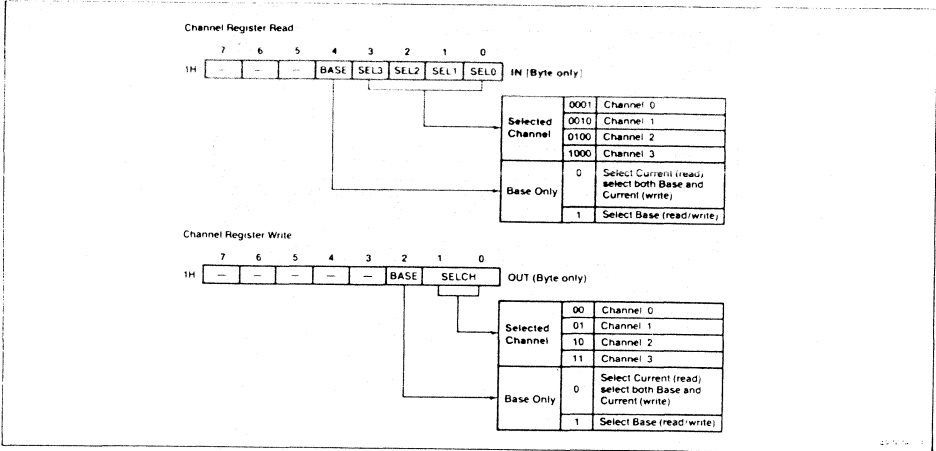 Channel Register Read
7 6 5 4 3 2 1 0
1H — — — BASE SEL3 SEL2 SEL1 SEL0 IN (Byte only)
Selected Channel
0001 Channel 0
0010 Channel 1
0100 Channel 2
1000 Channel 3
Base Only
0 Select Current (read) select both Base and Current (write)
1 Select Base (read/write)
Channel Register Write
7 6 5 4 3 2 1 0
1H — — — — — BASE SELCH OUT (Byte only)
Selected Channel
00 Channel 0
01 Channel 1
10 Channel 2
11 Channel 3
Base Only
0 Select Current (read) select both Base and Current (write)
1 Select Base (read/write)